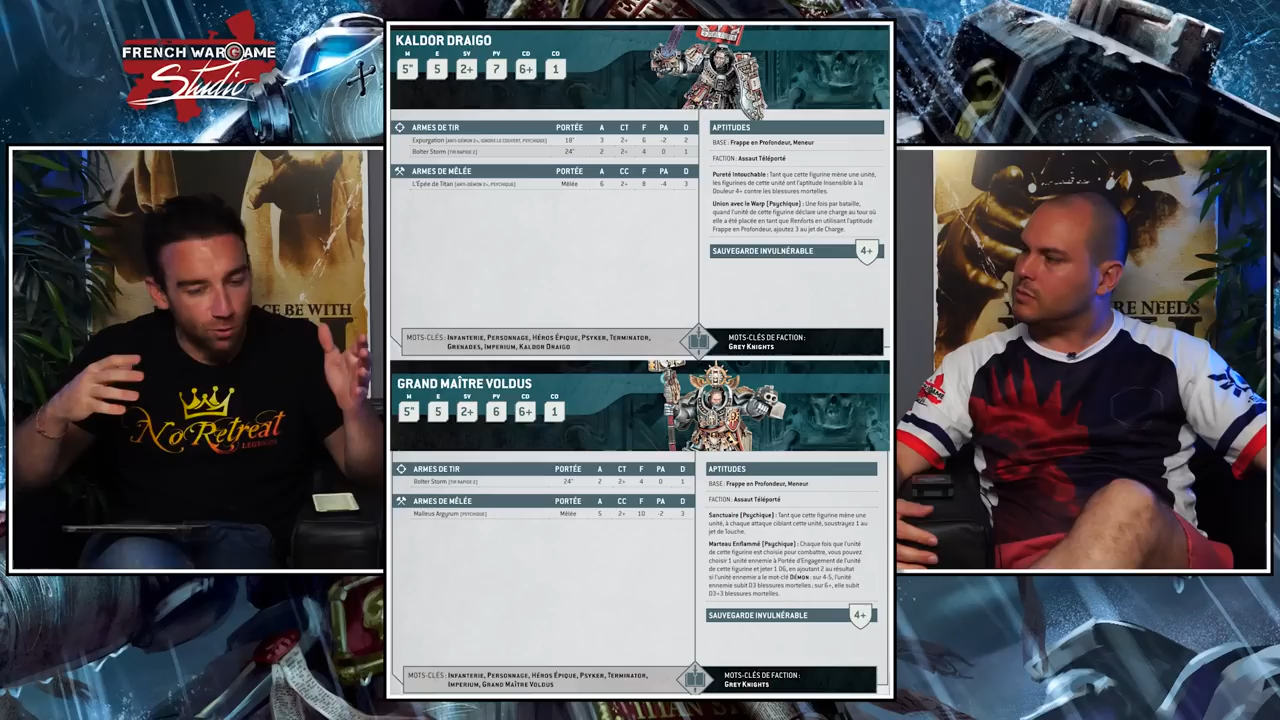 FRENCH WARGAME
Studio
KALDOR DRAIGO
M E SV PV CD CO
5" 5 2+ 7 6+ 1
ARMES DE TIR PORTÉE A CT F PA D
Expurgation [ANTI-DÉMON 2+, IGNORE LE COUVERT, PSYCHIQUE] 18" 3 2+ 6 -2 2
Bolter Storm [TIR RAPIDE 2] 24" 2 2+ 4 0 1
ARMES DE MÊLÉE PORTÉE A CC F PA D
L'Épée de Titan [ANTI-DÉMON 2+, PSYCHIQUE] Mêlée 6 2+ 8 -4 3
APTITUDES
BASE : Frappe en Profondeur, Meneur
FACTION : Assaut Téléporté
Pureté Intouchable : Tant que cette figurine mène une unité,
les figurines de cette unité ont l'aptitude Insensible à la
Douleur 4+ contre les blessures mortelles.
Union avec le Warp (Psychique) : Une fois par bataille,
quand l'unité de cette figurine déclare une charge au tour où
elle a été placée en tant que Renforts en utilisant l'aptitude
Frappe en Profondeur, ajoutez 3 au jet de Charge.
SAUVEGARDE INVULNÉRABLE 4+
MOTS-CLÉS : INFANTERIE, PERSONNAGE, HÉROS ÉPIQUE, PSYKER, TERMINATOR,
GRENADES, IMPERIUM, KALDOR DRAIGO
MOTS-CLÉS DE FACTION :
GREY KNIGHTS
GRAND MAÎTRE VOLDUS
M E SV PV CD CO
5" 5 2+ 6 6+ 1
ARMES DE TIR PORTÉE A CT F PA D
Bolter Storm [TIR RAPIDE 2] 24" 2 2+ 4 0 1
ARMES DE MÊLÉE PORTÉE A CC F PA D
Malleus Argyrum [PSYCHIQUE] Mêlée 5 2+ 10 -2 3
APTITUDES
BASE : Frappe en Profondeur, Meneur
FACTION : Assaut Téléporté
Sanctuaire (Psychique) : Tant que cette figurine mène une
unité, à chaque attaque ciblant cette unité, soustrayez 1 au
jet de Touche.
Marteau Enflammé (Psychique) : Chaque fois que l'unité
de cette figurine est choisie pour combattre, vous pouvez
choisir 1 unité ennemie à Portée d'Engagement de l'unité
de cette figurine et jeter 1 D6, en ajoutant 2 au résultat
si l'unité ennemie a le mot-clé DÉMON : sur 4-5, l'unité
ennemie subit D3 blessures mortelles ; sur 6+, elle subit
D3+3 blessures mortelles.
SAUVEGARDE INVULNÉRABLE 4+
MOTS-CLÉS : INFANTERIE, PERSONNAGE, HÉROS ÉPIQUE, PSYKER, TERMINATOR,
IMPERIUM, GRAND MAÎTRE VOLDUS
MOTS-CLÉS DE FACTION :
GREY KNIGHTS
CE BE WITH
No Retreat
LEGENDS
RE NEEDS